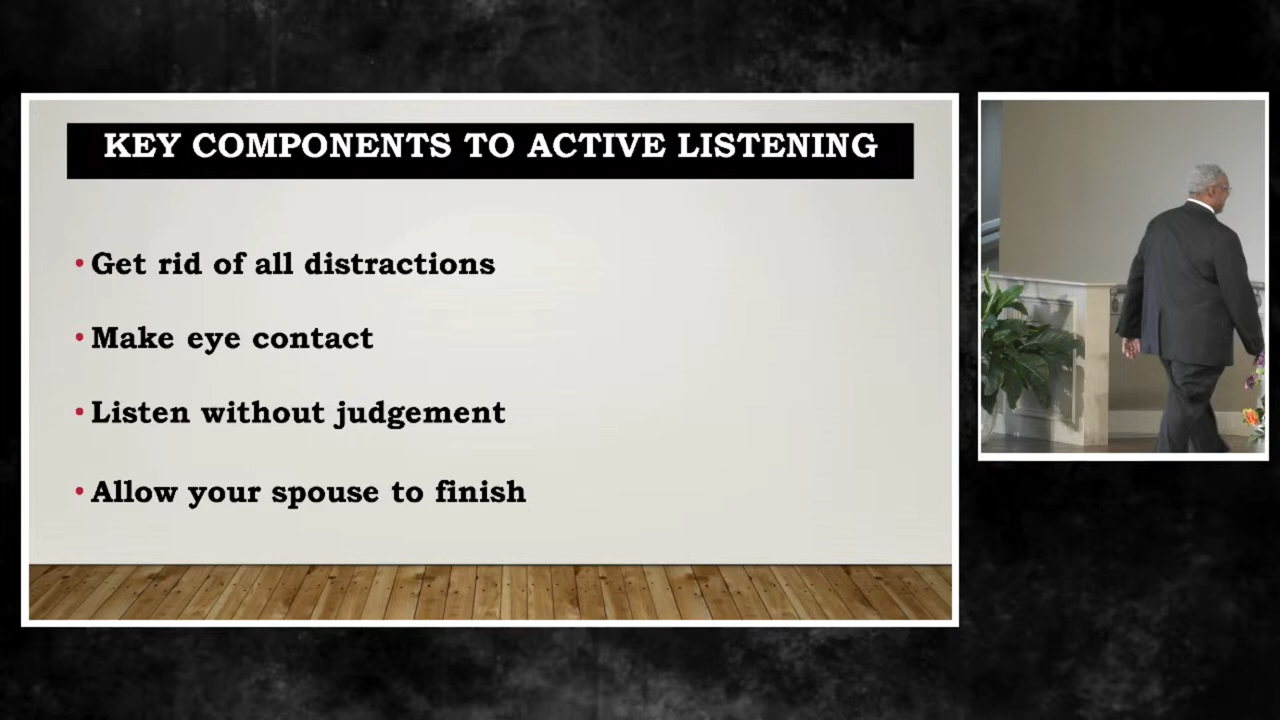 KEY COMPONENTS TO ACTIVE LISTENING
• Get rid of all distractions
• Make eye contact
• Listen without judgement
• Allow your spouse to finish